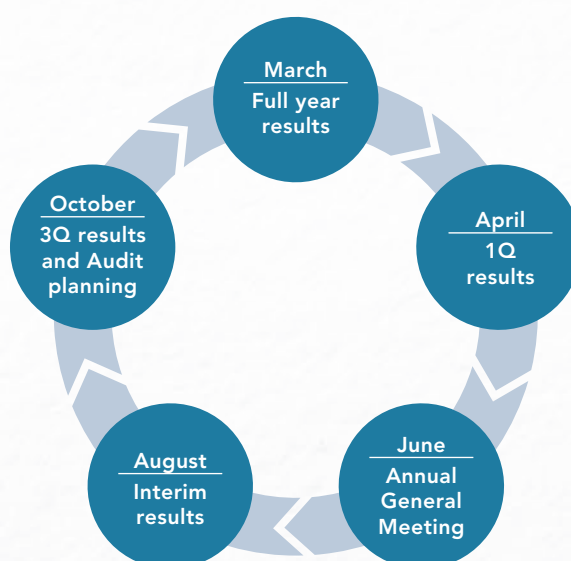 March
Full year
results
April
1Q
results
June
Annual
General
Meeting
August
Interim
results
October
3Q results
and Audit
planning